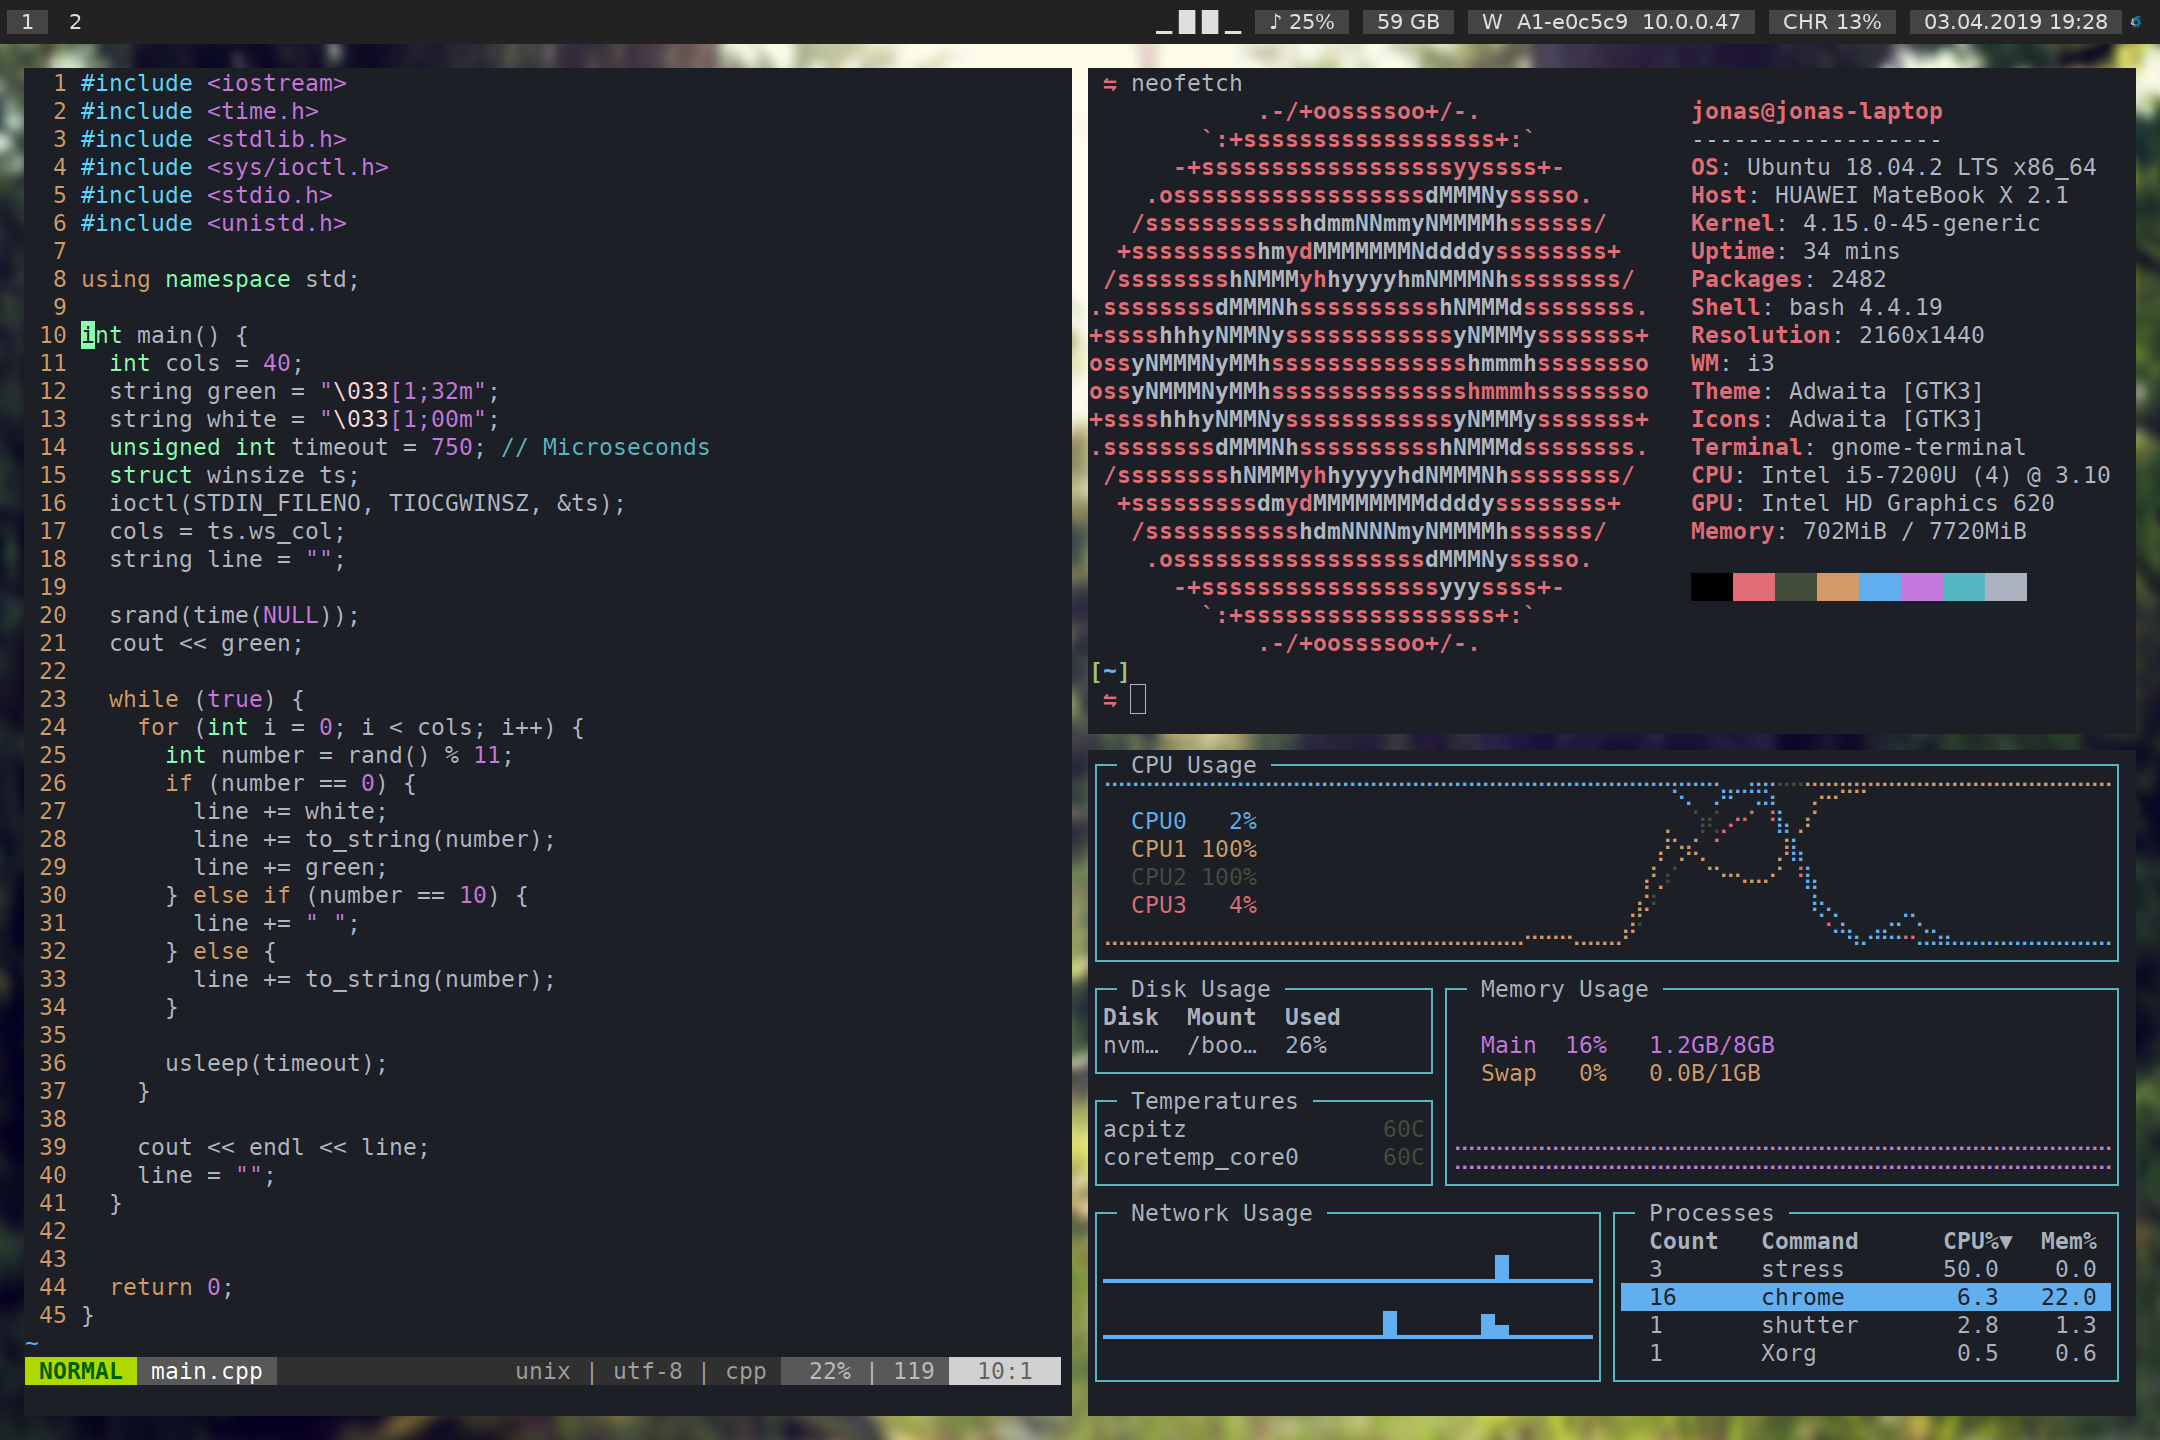 1 2 ♪ 25% 59 GB W A1-e0c5c9 10.0.0.47 CHR 13% 03.04.2019 19:28
1 #include <iostream>
2 #include <time.h>
3 #include <stdlib.h>
4 #include <sys/ioctl.h>
5 #include <stdio.h>
6 #include <unistd.h>
7
8 using namespace std;
9
10 int main() {
11   int cols = 40;
12   string green = "\033[1;32m";
13   string white = "\033[1;00m";
14   unsigned int timeout = 750; // Microseconds
15   struct winsize ts;
16   ioctl(STDIN_FILENO, TIOCGWINSZ, &ts);
17   cols = ts.ws_col;
18   string line = "";
19
20   srand(time(NULL));
21   cout << green;
22
23   while (true) {
24     for (int i = 0; i < cols; i++) {
25       int number = rand() % 11;
26       if (number == 0) {
27         line += white;
28         line += to_string(number);
29         line += green;
30       } else if (number == 10) {
31         line += " ";
32       } else {
33         line += to_string(number);
34       }
35
36       usleep(timeout);
37     }
38
39     cout << endl << line;
40     line = "";
41   }
42
43
44   return 0;
45 }
~
NORMAL main.cpp unix | utf-8 | cpp 22% | 119 10:1
⇋ neofetch
            .-/+oossssoo+/-.
        `:+ssssssssssssssssss+:`
      -+ssssssssssssssssssyyssss+-
    .ossssssssssssssssssdMMMNysssso.
   /ssssssssssshdmmNNmmyNMMMMhssssss/
  +ssssssssshmydMMMMMMMNddddyssssssss+
 /sssssssshNMMMyhhyyyyhmNMMMNhssssssss/
.ssssssssdMMMNhsssssssssshNMMMdssssssss.
+sssshhhyNMMNyssssssssssssyNMMMysssssss+
ossyNMMMNyMMhsssssssssssssshmmmhssssssso
ossyNMMMNyMMhsssssssssssssshmmmhssssssso
+sssshhhyNMMNyssssssssssssyNMMMysssssss+
.ssssssssdMMMNhsssssssssshNMMMdssssssss.
 /sssssssshNMMMyhhyyyyhdNMMMNhssssssss/
  +sssssssssdmydMMMMMMMMddddyssssssss+
   /ssssssssssshdmNNNNmyNMMMMhssssss/
    .ossssssssssssssssssdMMMNysssso.
      -+sssssssssssssssssyyyssss+-
        `:+ssssssssssssssssss+:`
            .-/+oossssoo+/-.
jonas@jonas-laptop
------------------
OS: Ubuntu 18.04.2 LTS x86_64
Host: HUAWEI MateBook X 2.1
Kernel: 4.15.0-45-generic
Uptime: 34 mins
Packages: 2482
Shell: bash 4.4.19
Resolution: 2160x1440
WM: i3
Theme: Adwaita [GTK3]
Icons: Adwaita [GTK3]
Terminal: gnome-terminal
CPU: Intel i5-7200U (4) @ 3.10
GPU: Intel HD Graphics 620
Memory: 702MiB / 7720MiB
[~]
⇋
CPU Usage
CPU0 2%
CPU1 100%
CPU2 100%
CPU3 4%
Disk Usage
Disk Mount Used
nvm… /boo… 26%
Memory Usage
Main 16% 1.2GB/8GB
Swap 0% 0.0B/1GB
Temperatures
acpitz 60C
coretemp_core0 60C
Network Usage
Processes
Count Command CPU%▼ Mem%
3 stress 50.0 0.0
16 chrome 6.3 22.0
1 shutter 2.8 1.3
1 Xorg 0.5 0.6